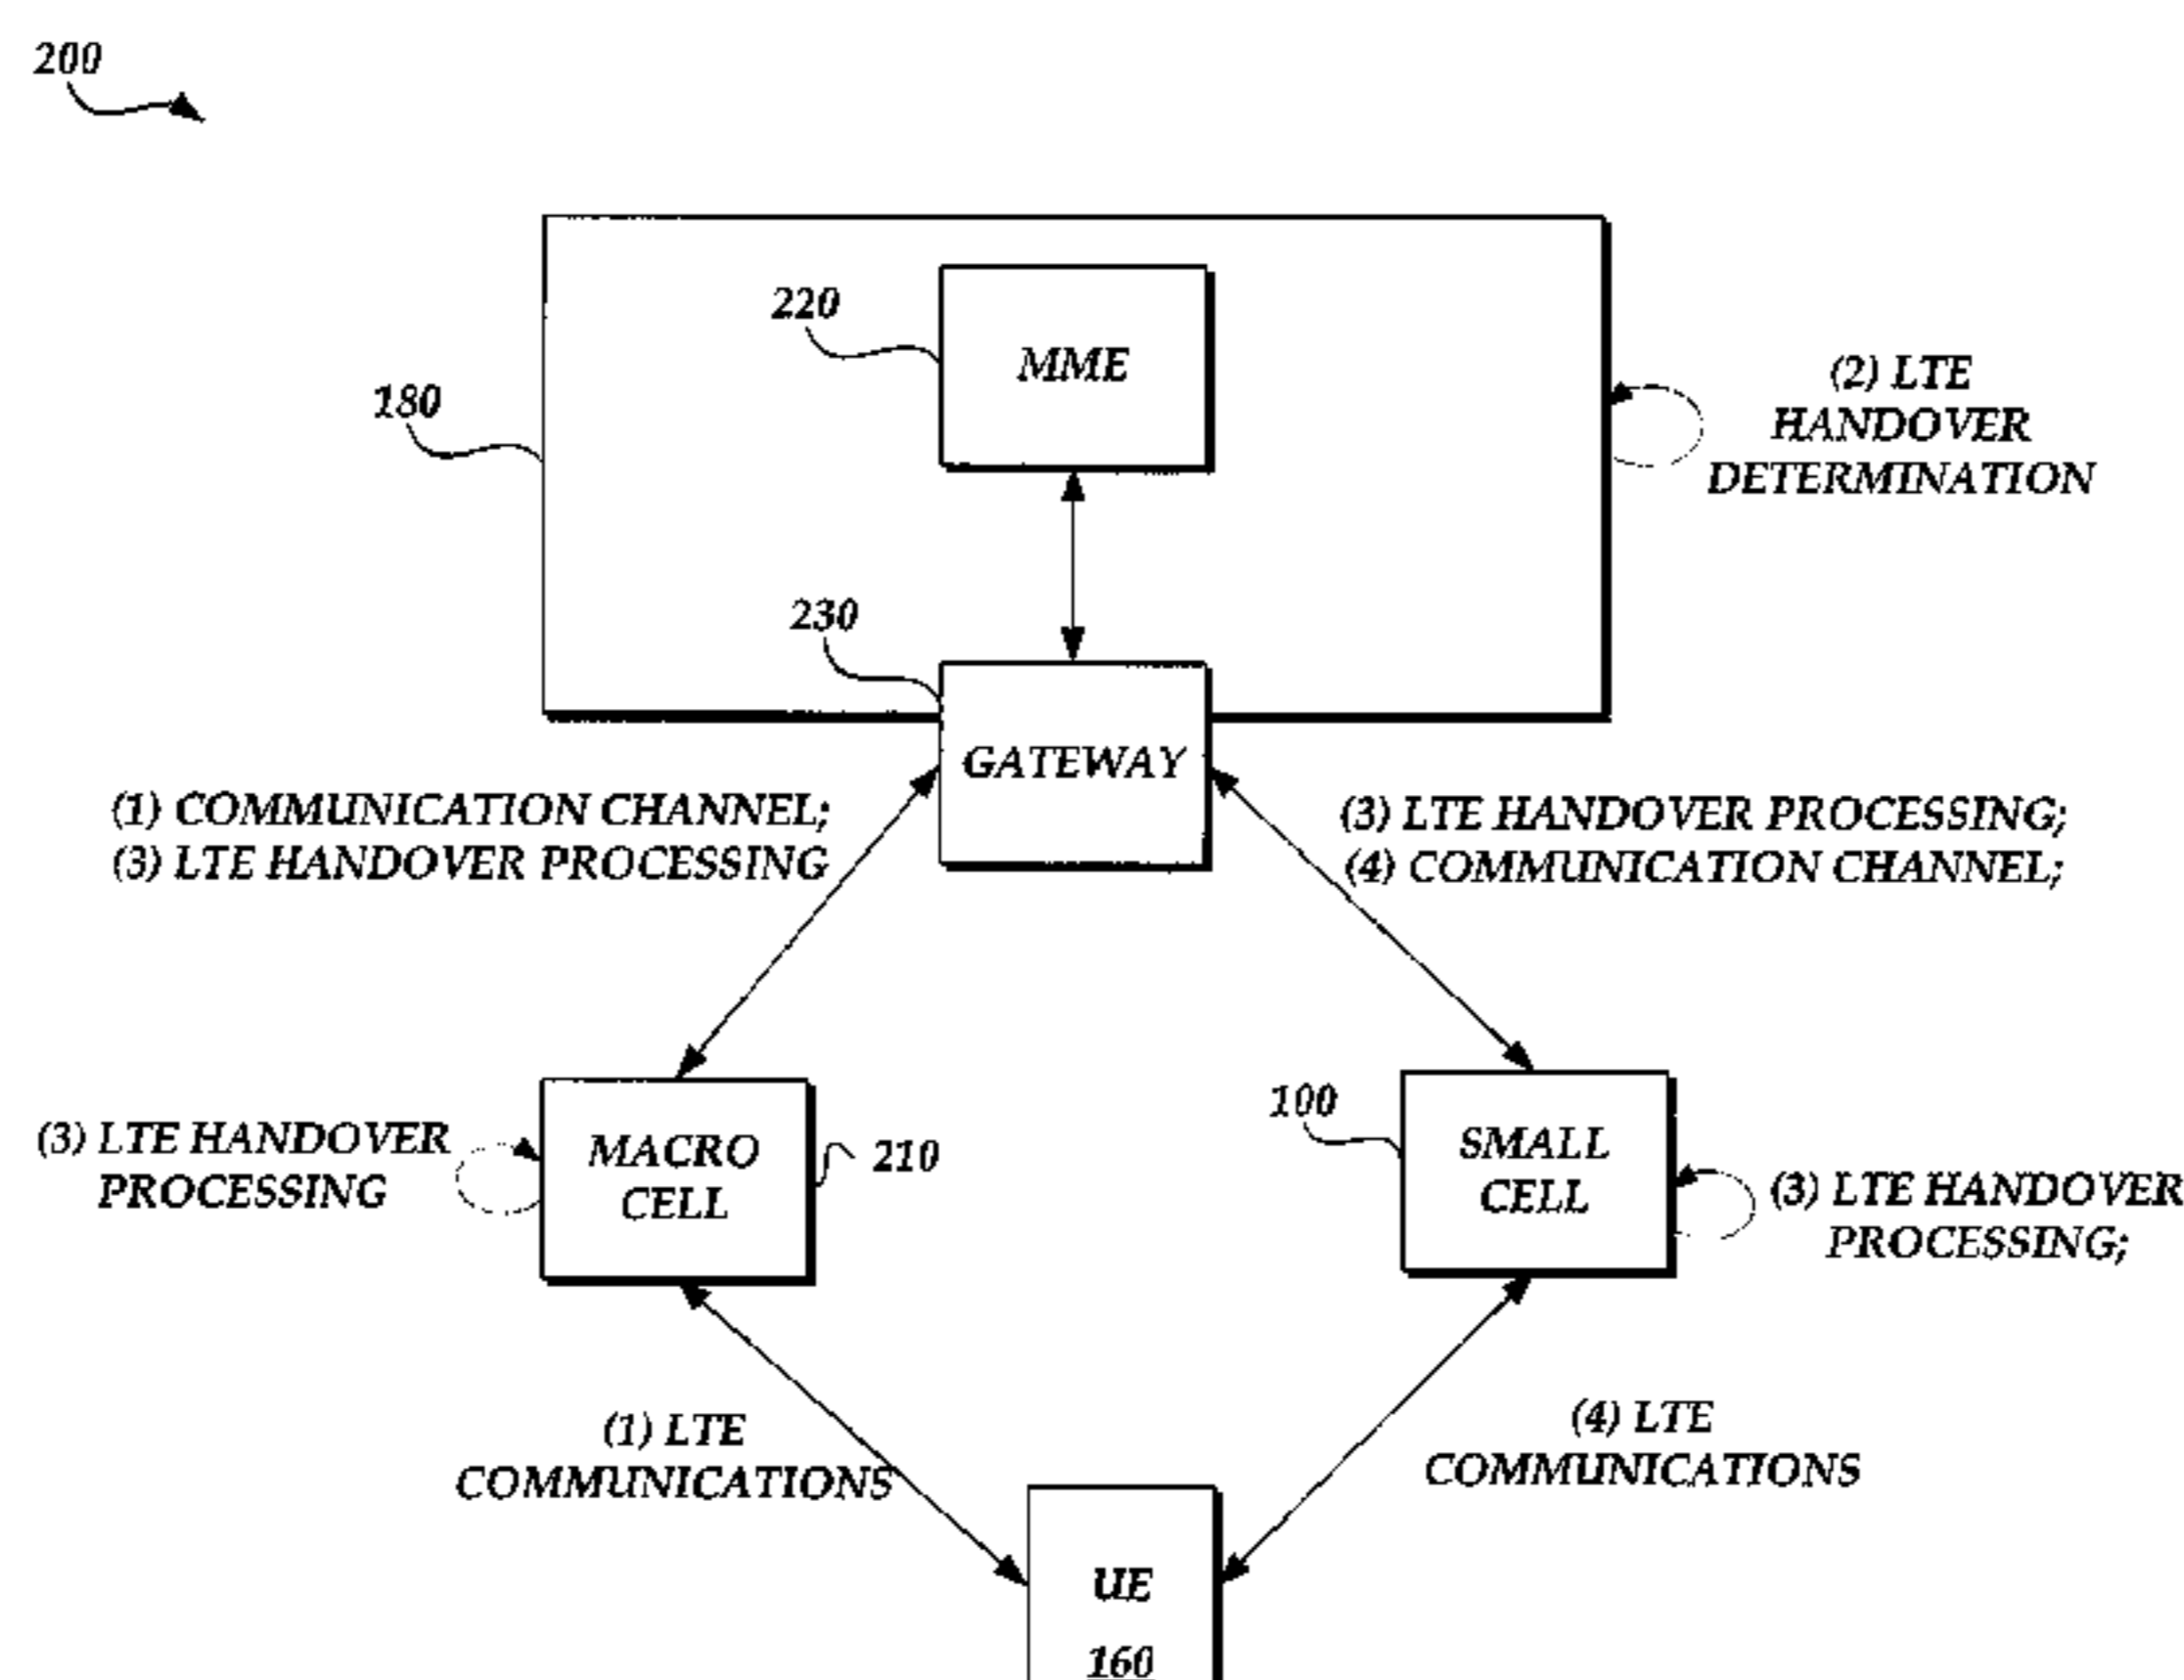 200
220
MME
180
(2) LTE
HANDOVER
DETERMINATION
230
GATEWAY
(1) COMMUNICATION CHANNEL;
(3) LTE HANDOVER PROCESSING
(3) LTE HANDOVER PROCESSING;
(4) COMMUNICATION CHANNEL;
(3) LTE HANDOVER
PROCESSING
MACRO
CELL
210
100
SMALL
CELL
(3) LTE HANDOVER
PROCESSING;
(1) LTE
COMMUNICATIONS
(4) LTE
COMMUNICATIONS
UE
160